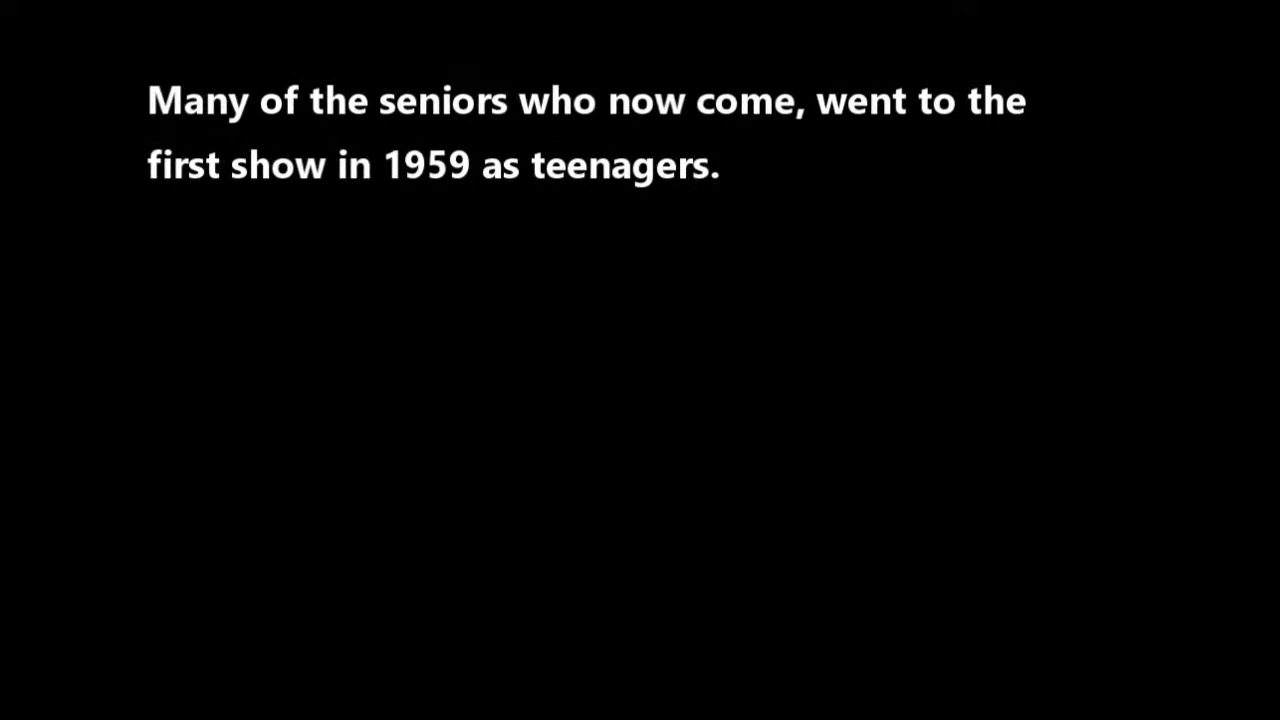 Many of the seniors who now come, went to the
first show in 1959 as teenagers.